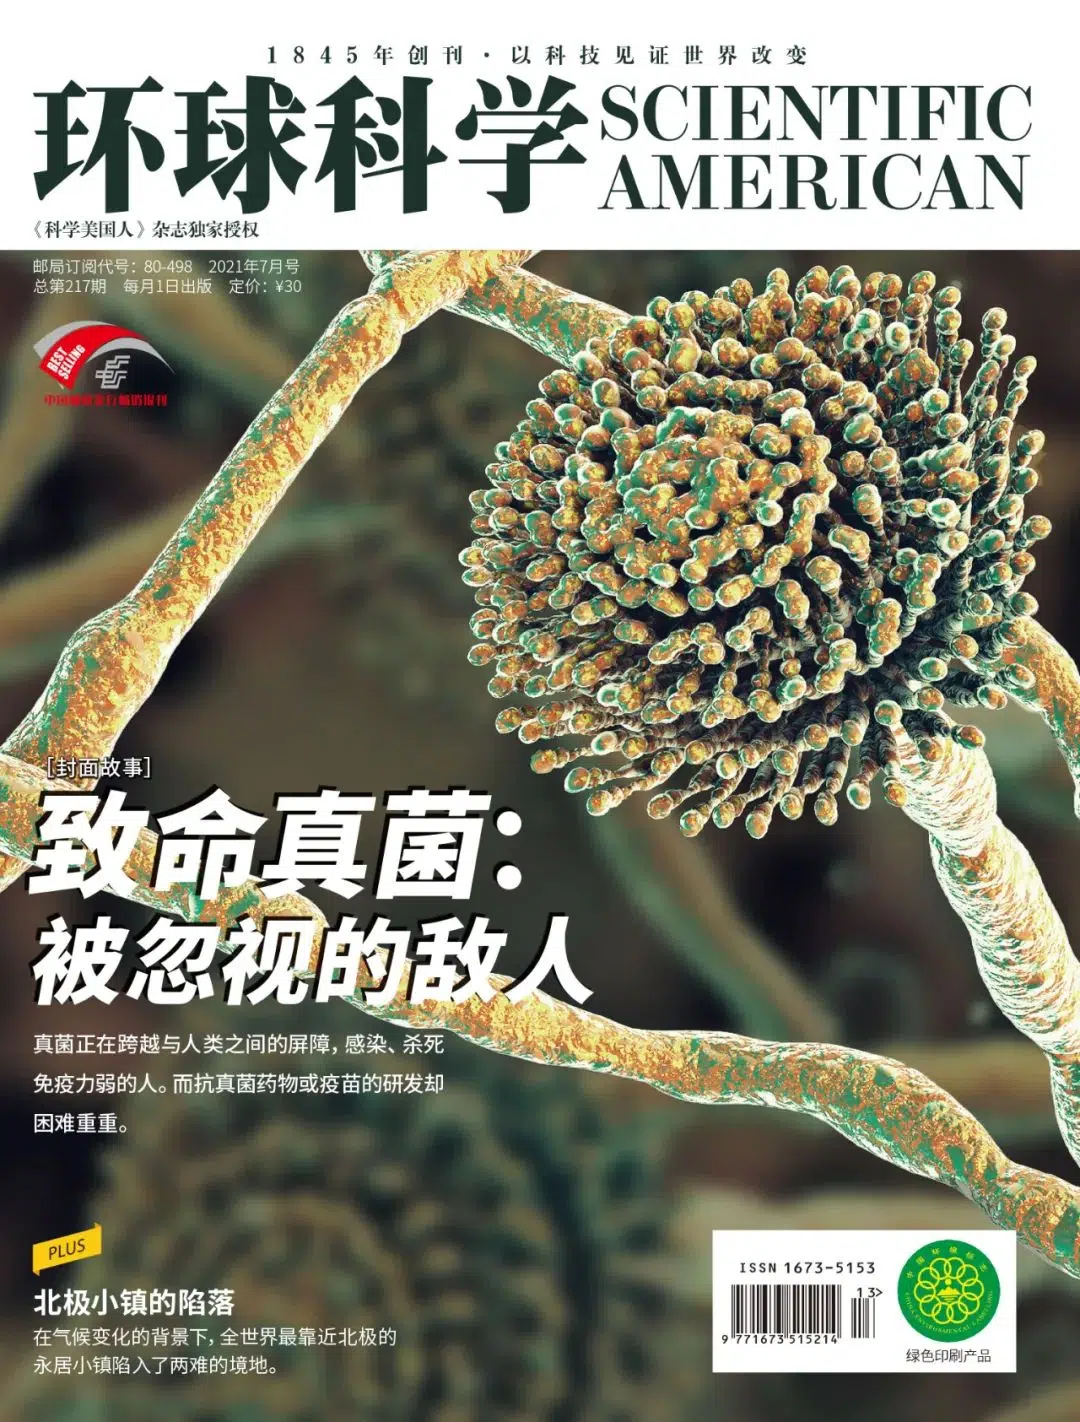 1845年创刊·以科技见证世界改变
环球科学
SCIENTIFIC
AMERICAN
《科学美国人》杂志独家授权
邮局订阅代号：80-498 2021年7月号
总第217期 每月1日出版 定价：¥30
BEST
SELLING
[封面故事]
致命真菌：
被忽视的敌人
真菌正在跨越与人类之间的屏障，感染、杀死
免疫力弱的人。而抗真菌药物或疫苗的研发却
困难重重。
PLUS
北极小镇的陷落
在气候变化的背景下，全世界最靠近北极的
永居小镇陷入了两难的境地。
ISSN 1673-5153
13>
9 771673 515214
中国环境标志
CHINA ENVIRONMENTAL LABELLING
绿色印刷产品